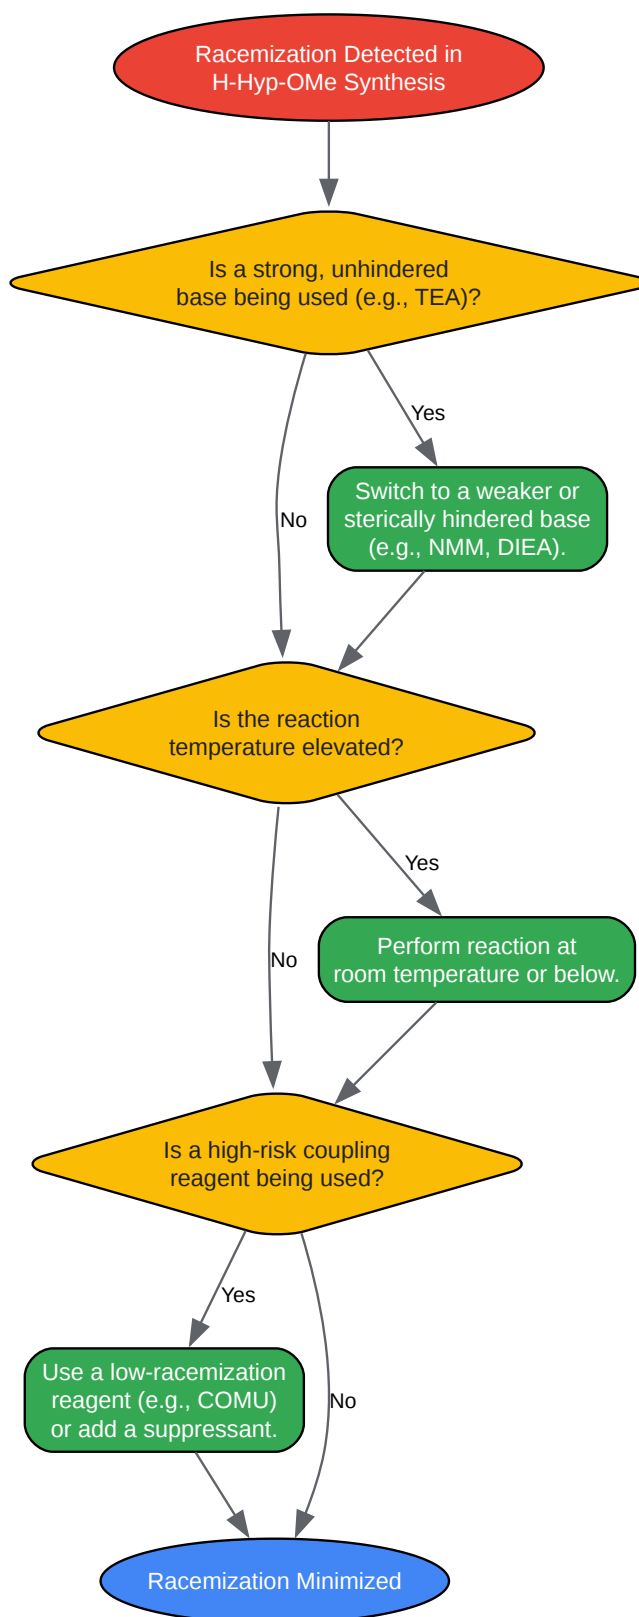 Racemization Detected in
H-Hyp-OMe Synthesis
Is a strong, unhindered
base being used (e.g., TEA)?
Yes
Switch to a weaker or
sterically hindered base
(e.g., NMM, DIEA).
No
Is the reaction
temperature elevated?
Yes
Perform reaction at
room temperature or below.
No
Is a high-risk coupling
reagent being used?
Yes
Use a low-racemization
reagent (e.g., COMU)
or add a suppressant.
No
Racemization Minimized